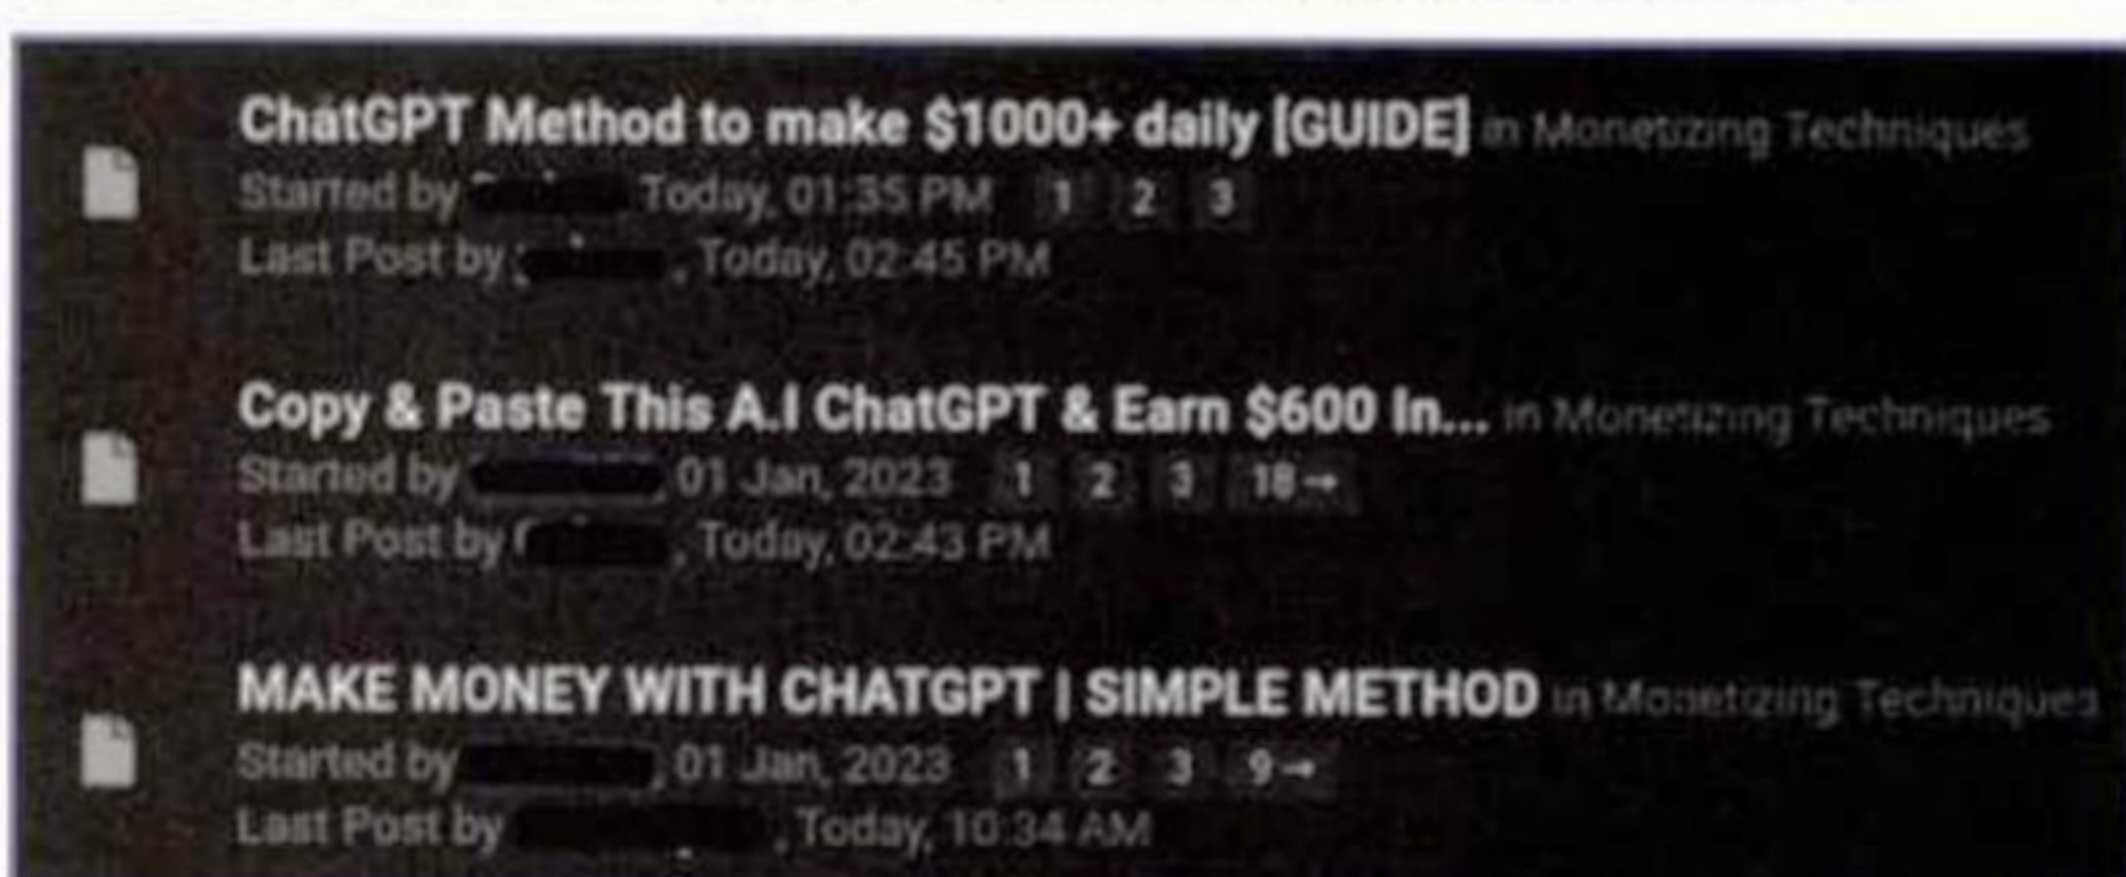 ChatGPT Method to make $1000+ daily [GUIDE] in Monetizing Techniques
Started by Today, 01:35 PM 1 2 3
Last Post by , Today, 02:45 PM
Copy & Paste This A.I ChatGPT & Earn $600 In... in Monetizing Techniques
Started by , 01 Jan, 2023 1 2 3 18→
Last Post by , Today, 02:43 PM
MAKE MONEY WITH CHATGPT | SIMPLE METHOD in Monetizing Techniques
Started by , 01 Jan, 2023 1 2 3 9→
Last Post by , Today, 10:34 AM